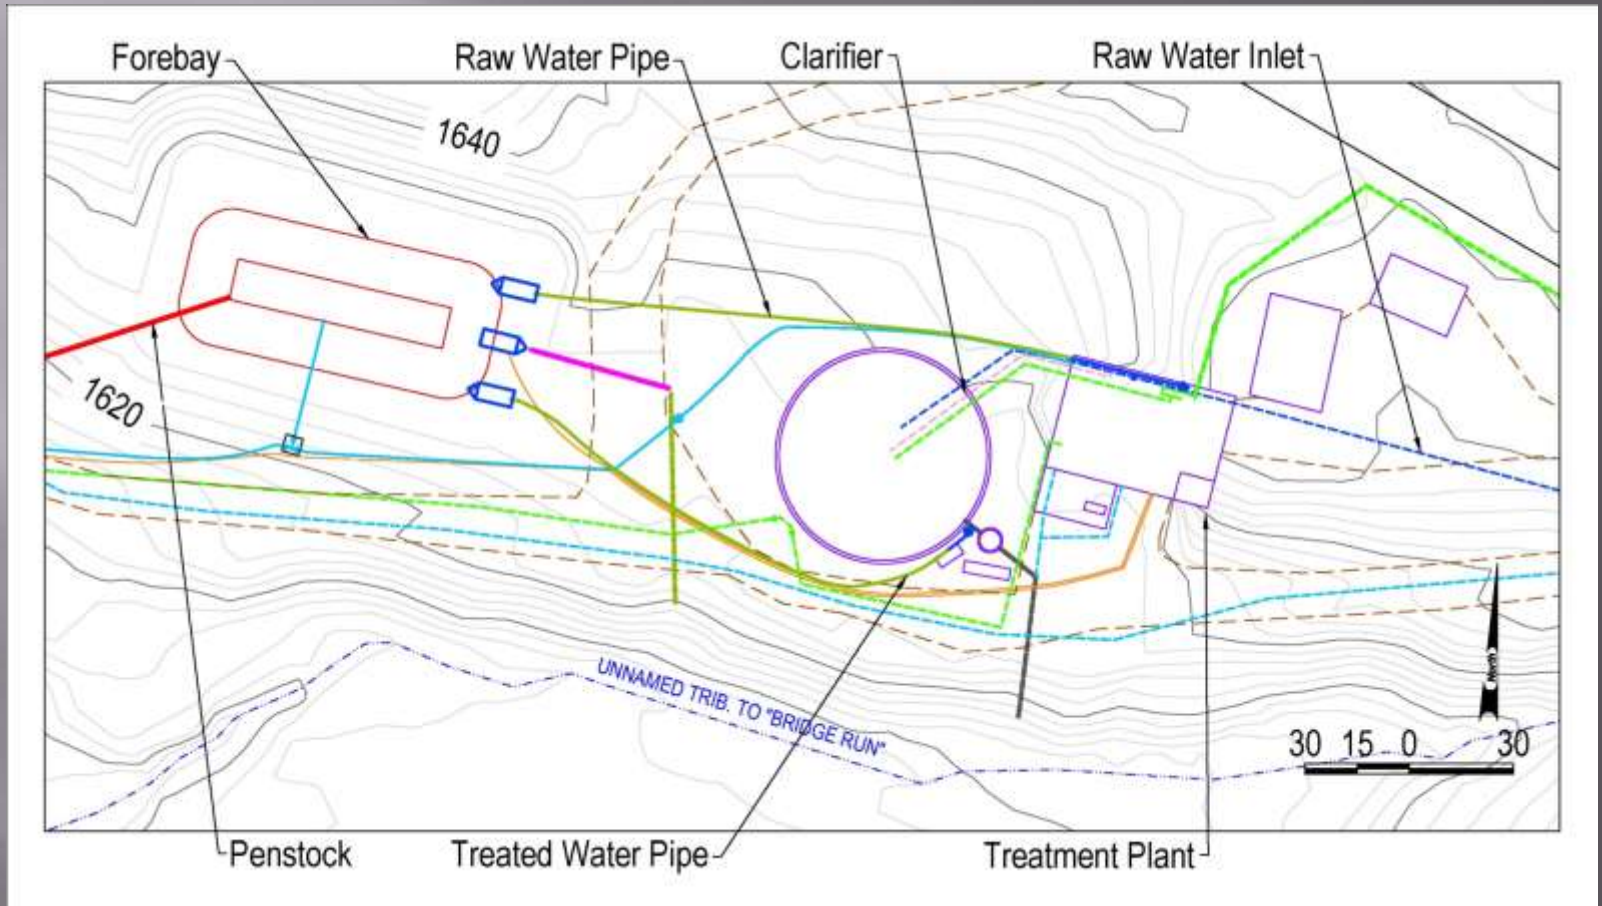 Forebay
Raw Water Pipe
Clarifier
Raw Water Inlet
1640
1620
UNNAMED TRIB. TO "BRIDGE RUN"
North
30 15 0 30
Penstock
Treated Water Pipe
Treatment Plant